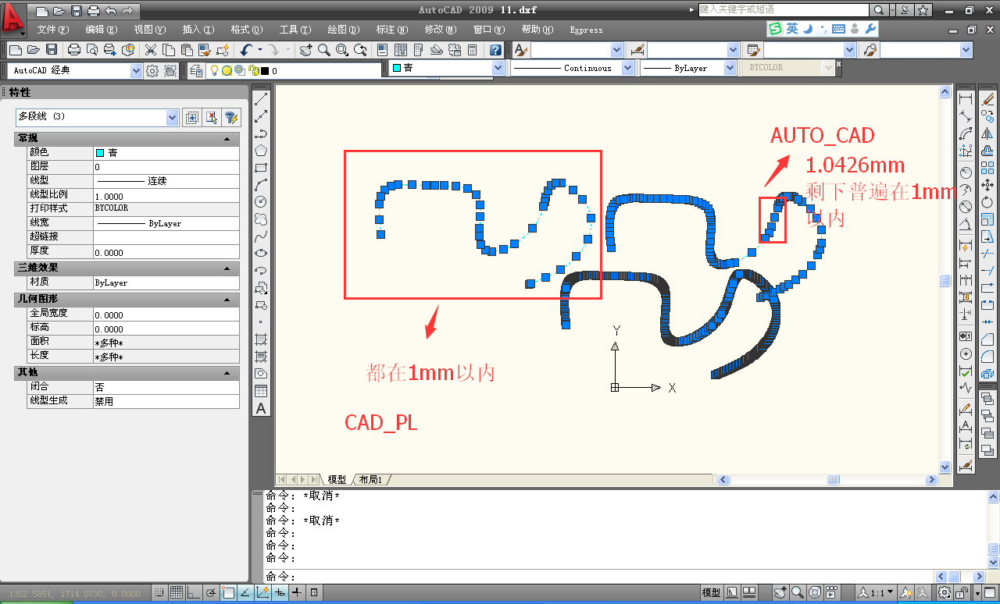 AutoCAD 2009 11.dxf
键入关键字或短语
文件(F) 编辑(E) 视图(V) 插入(I) 格式(O) 工具(T) 绘图(D) 标注(N) 修改(M) 窗口(W) 帮助(H) Express
英
AutoCAD 经典
0
青
Continuous
ByLayer
BYCOLOR
特性
多段线 (3)
常规
颜色 青
图层 0
线型 连续
线型比例 1.0000
打印样式 BYCOLOR
线宽 ByLayer
超链接
厚度 0.0000
三维效果
材质 ByLayer
几何图形
全局宽度 0.0000
标高 0.0000
面积 *多种*
长度 *多种*
其他
闭合 否
线型生成 禁用
AUTO_CAD
1.0426mm
剩下普遍在1mm
以内
都在1mm以内
CAD_PL
Y
X
模型 布局1
命令: *取消*
命令:
命令: *取消*
命令:
命令:
命令:
命令:
1352.5851, 1714.0730, 0.0000
模型
1:1